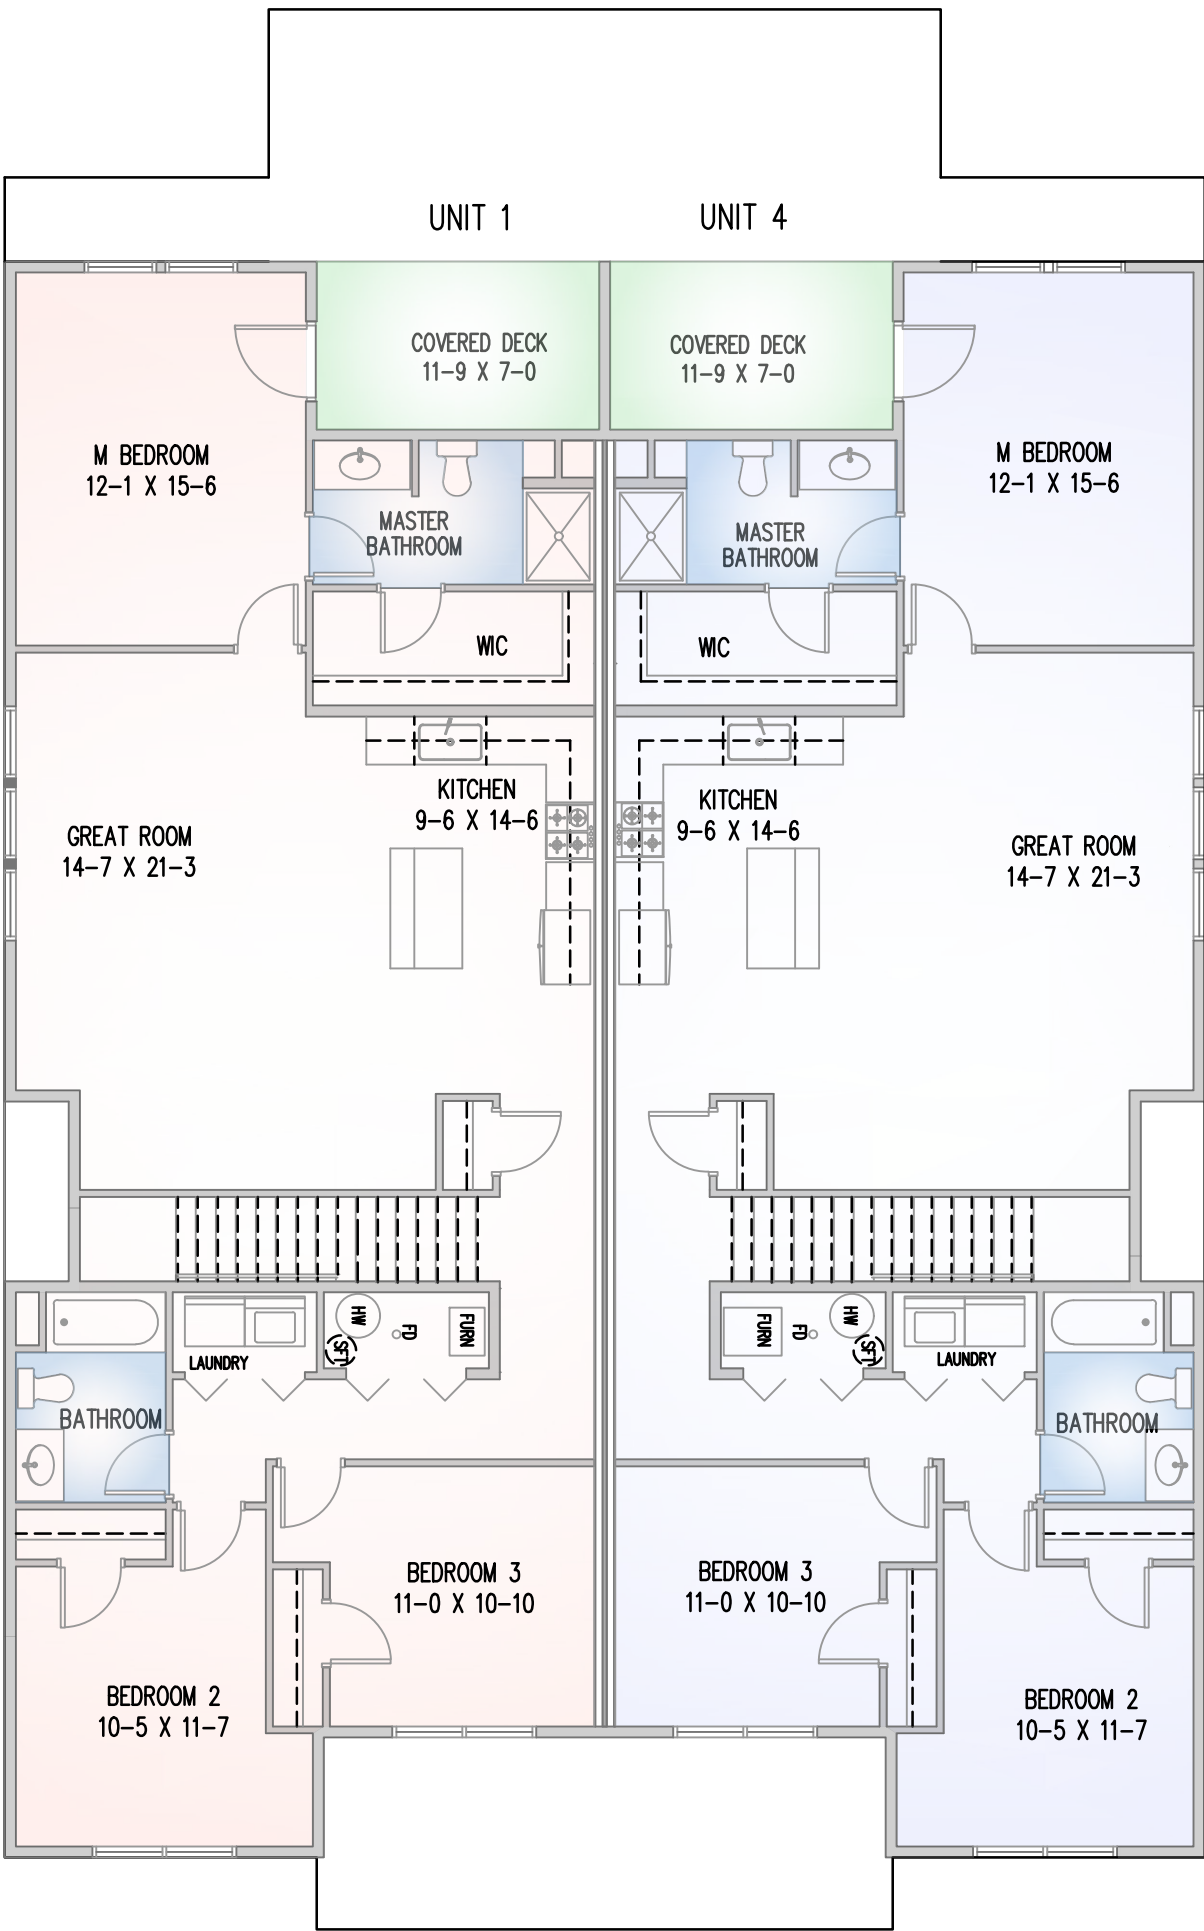 UNIT 1
UNIT 4
COVERED DECK
11-9 X 7-0
COVERED DECK
11-9 X 7-0
M BEDROOM
12-1 X 15-6
M BEDROOM
12-1 X 15-6
MASTER
BATHROOM
MASTER
BATHROOM
WIC
WIC
KITCHEN
9-6 X 14-6
KITCHEN
9-6 X 14-6
GREAT ROOM
14-7 X 21-3
GREAT ROOM
14-7 X 21-3
HW
SFT
FD
FURN
FURN
FD
HW
SFT
LAUNDRY
LAUNDRY
BATHROOM
BATHROOM
BEDROOM 3
11-0 X 10-10
BEDROOM 3
11-0 X 10-10
BEDROOM 2
10-5 X 11-7
BEDROOM 2
10-5 X 11-7